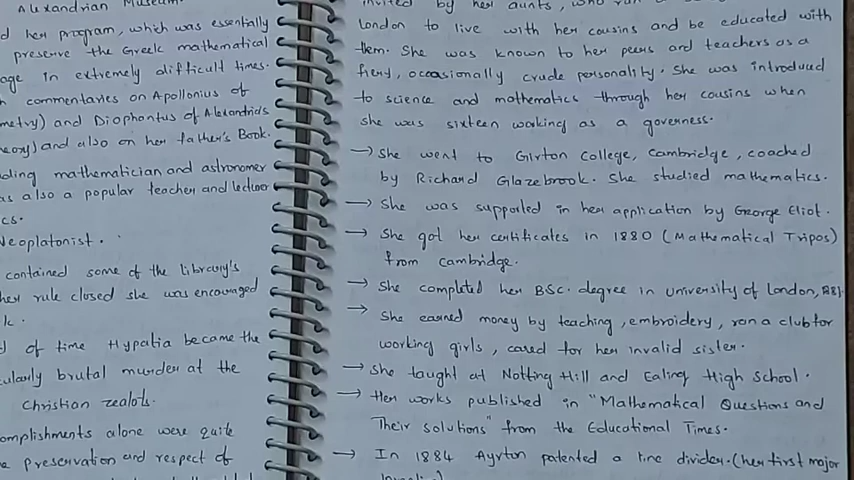 Alexandrian Museum.
d her program, which was essentially
preserve the Greek mathematical
age in extremely difficult times.
commentaries on Apollonius of
metry) and Diophantus of Alexandria's
eory) and also on her father's Book.
ding mathematician and astronomer
as also a popular teacher and lecturer
cs.
Neoplatonist.
contained some of the library's
her rule closed she was encouraged
k.
of time Hypatia became the
cularly brutal murder at the
Christian zealots.
omplishments alone were quite
e preservation and respect of
invited by her aunts, who ran a
London to live with her cousins and be educated with
them. She was known to her peers and teachers as a
fiery, occasionally crude personality. She was introduced
to science and mathematics through her cousins when
she was sixteen working as a governess.
→ She went to Girton College, Cambridge, coached
by Richard Glazebrook. She studied mathematics.
→ She was supported in her application by George Eliot.
→ She got her certificates in 1880 (Mathematical Tripos)
from cambridge.
→ She completed her BSC. degree in University of London, 1881.
→ She earned money by teaching, embroidery, ran a club for
working girls, cared for her invalid sister.
→ She taught at Notting Hill and Ealing High School.
→ Her works published in "Mathematical Questions and
Their solutions" from the Educational Times.
→ In 1884 Ayrton patented a line divider. (her first major